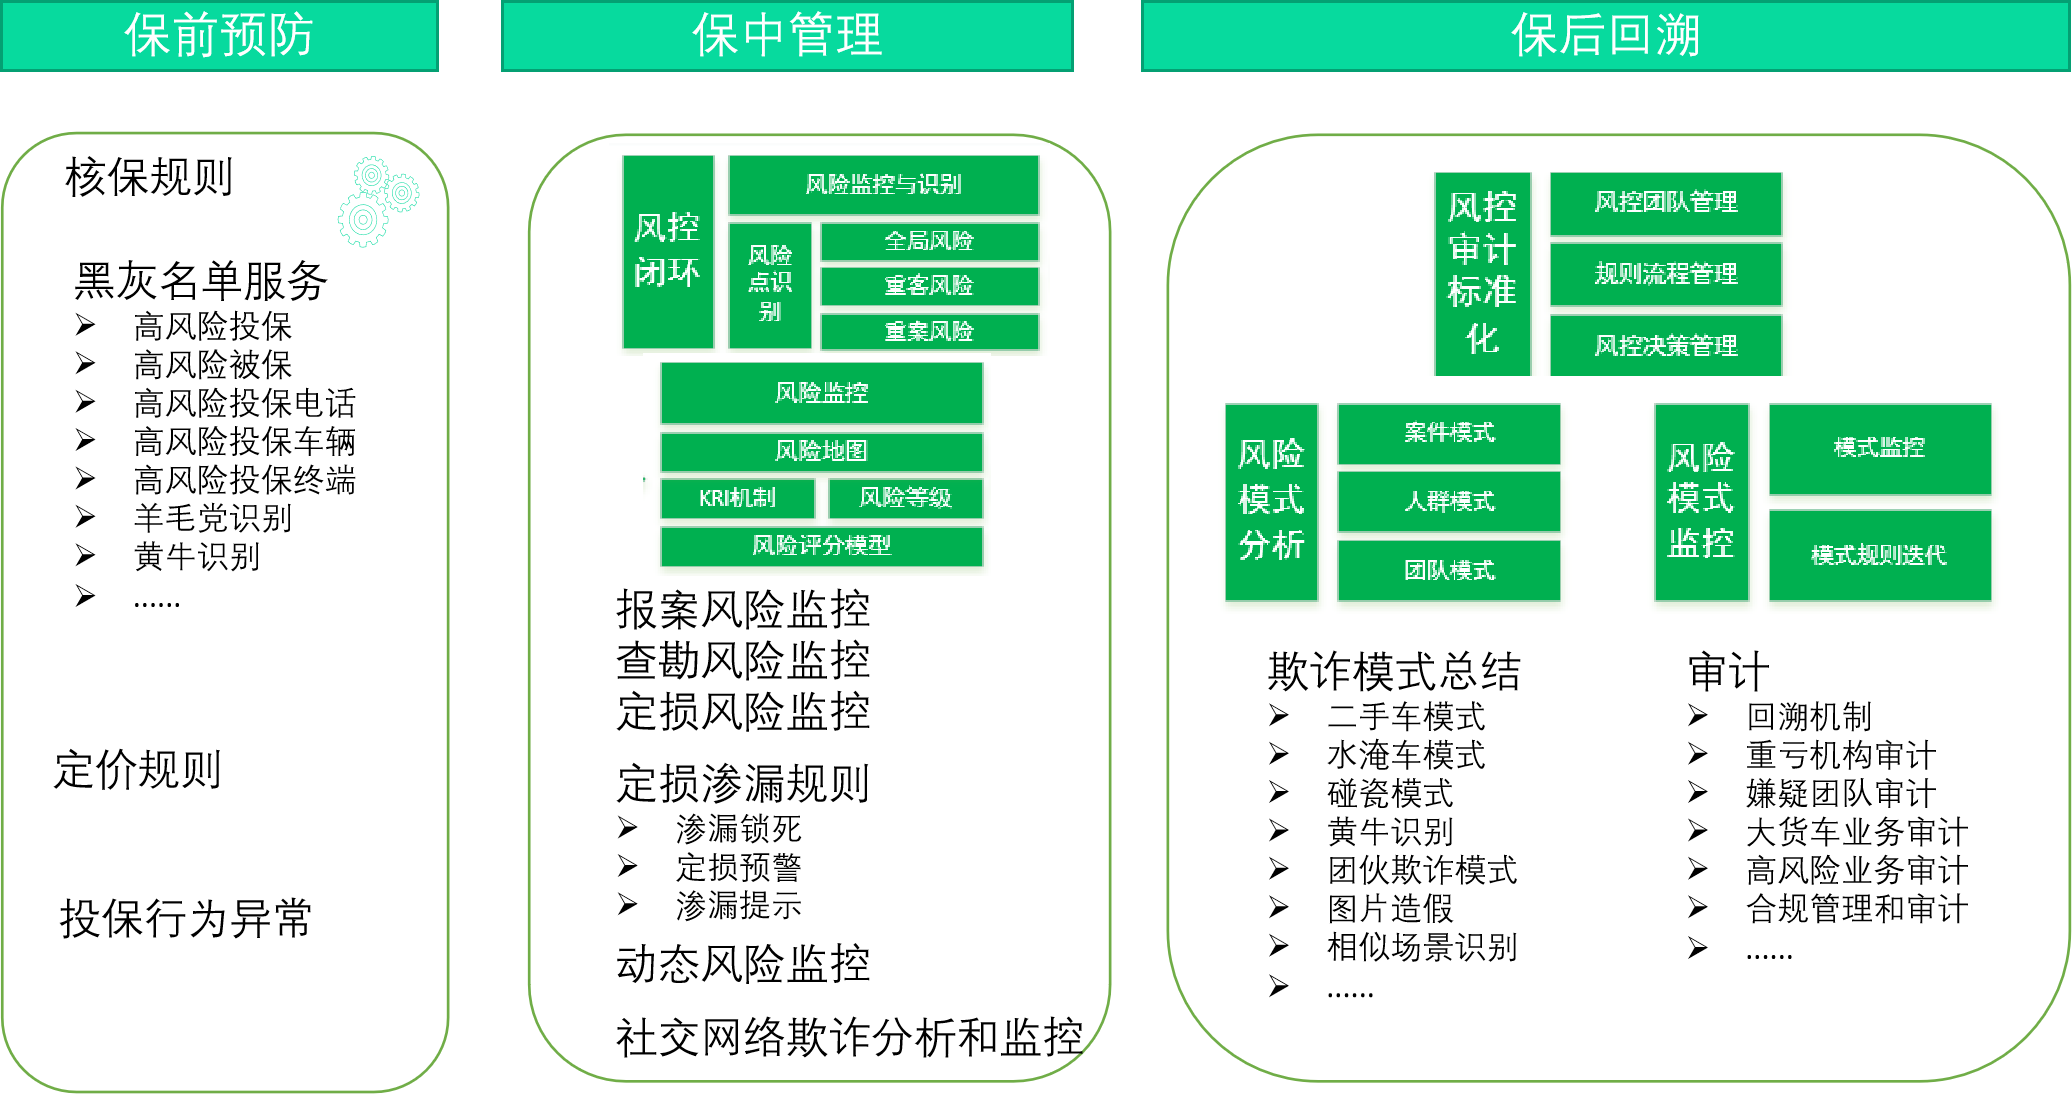 保前预防
保中管理
保后回溯
核保规则
黑灰名单服务
高风险投保
高风险被保
高风险投保电话
高风险投保车辆
高风险投保终端
羊毛党识别
黄牛识别
......
定价规则
投保行为异常
风控
闭环
风险监控与识别
风险
点识
别
全局风险
重客风险
重案风险
风险监控
风险地图
KRI机制
风险等级
风险评分模型
报案风险监控
查勘风险监控
定损风险监控
定损渗漏规则
渗漏锁死
定损预警
渗漏提示
动态风险监控
社交网络欺诈分析和监控
风控
审计
标准
化
风控团队管理
规则流程管理
风控决策管理
风险
模式
分析
案件模式
人群模式
团队模式
风险
模式
监控
模式监控
模式规则迭代
欺诈模式总结
二手车模式
水淹车模式
碰瓷模式
黄牛识别
团伙欺诈模式
图片造假
相似场景识别
......
审计
回溯机制
重亏机构审计
嫌疑团队审计
大货车业务审计
高风险业务审计
合规管理和审计
......